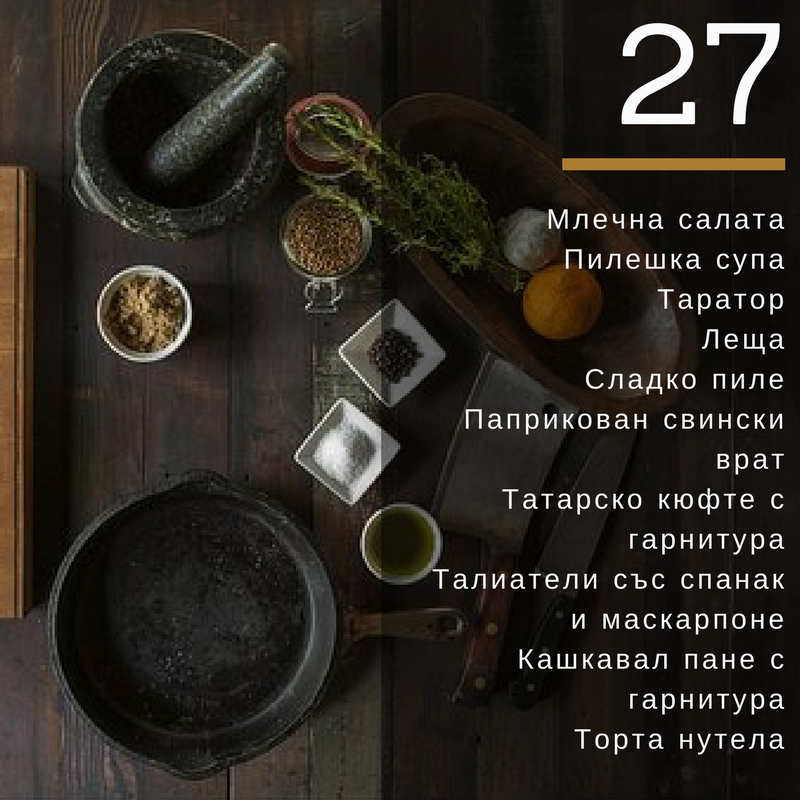 27
Млечна салата
Пилешка супа
Таратор
Леща
Сладко пиле
Паприкован свински
врат
Татарско кюфте с
гарнитура
Талиатели със спанак
и маскарпоне
Кашкавал пане с
гарнитура
Торта нутела